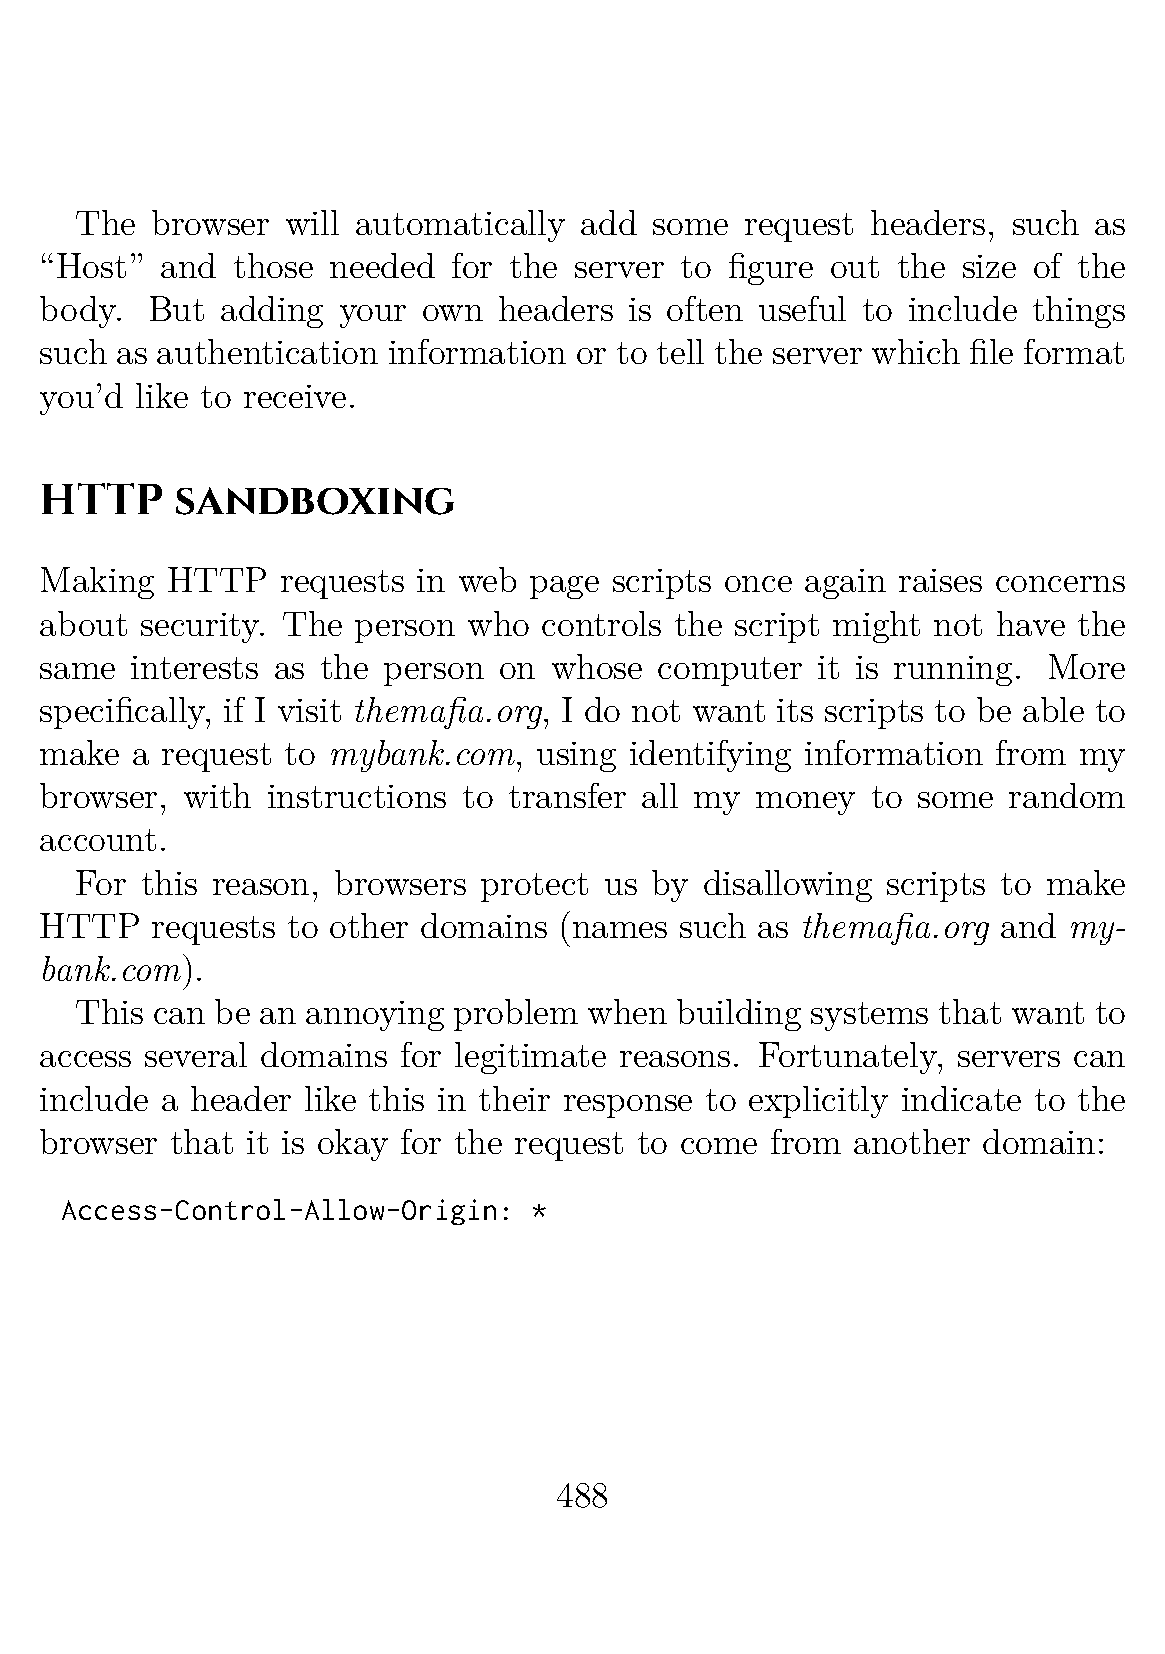 The browser will automatically add some request headers, such as
“Host” and those needed for the server to figure out the size of the
body. But adding your own headers is often useful to include things
such as authentication information or to tell the server which file format
you’d like to receive.
HTTP sandboxing
Making HTTP requests in web page scripts once again raises concerns
about security. The person who controls the script might not have the
same interests as the person on whose computer it is running. More
specifically, if I visit themafia.org, I do not want its scripts to be able to
make a request to mybank.com, using identifying information from my
browser, with instructions to transfer all my money to some random
account.
For this reason, browsers protect us by disallowing scripts to make
HTTP requests to other domains (names such as themafia.org and my-
bank.com).
This can be an annoying problem when building systems that want to
access several domains for legitimate reasons. Fortunately, servers can
include a header like this in their response to explicitly indicate to the
browser that it is okay for the request to come from another domain:
Access-Control-Allow-Origin: *
488